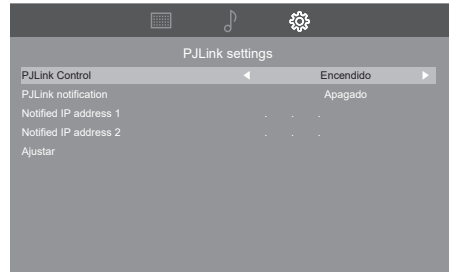 PJLink settings
PJLink Control Encendido
PJLink notification Apagado
Notified IP address 1 . . .
Notified IP address 2 . . .
Ajustar